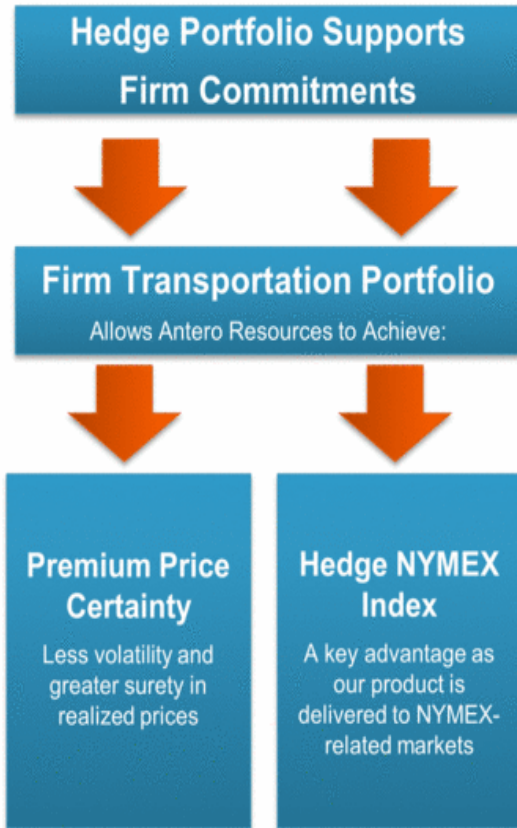 Hedge Portfolio Supports
Firm Commitments
Firm Transportation Portfolio
Allows Antero Resources to Achieve:
Premium Price
Certainty
Less volatility and
greater surety in
realized prices
Hedge NYMEX
Index
A key advantage as
our product is
delivered to NYMEX-
related markets